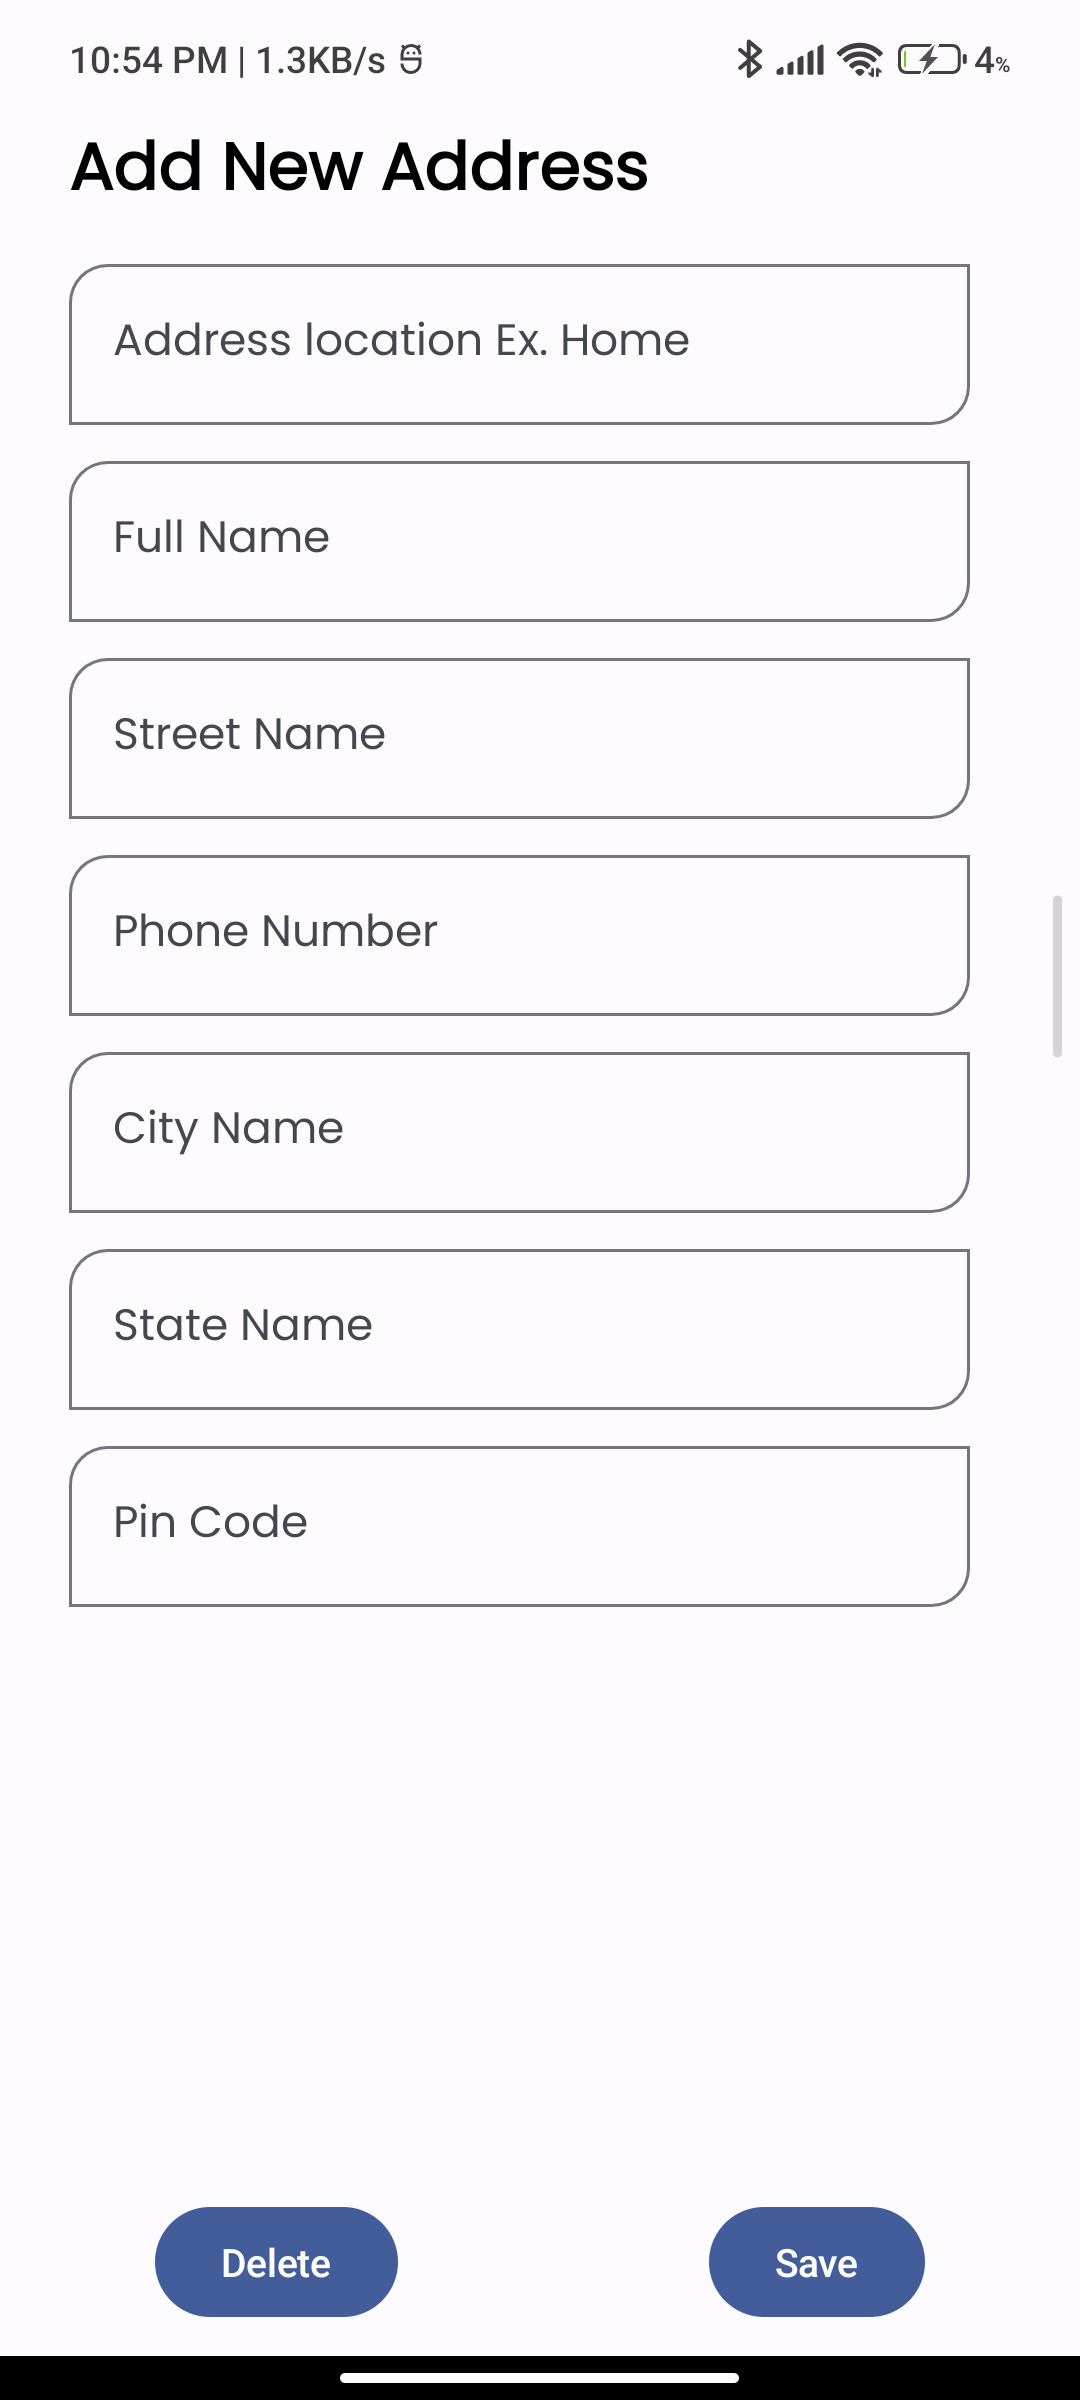 10:54 PM | 1.3KB/s 4%
Add New Address
Address location Ex. Home
Full Name
Street Name
Phone Number
City Name
State Name
Pin Code
Delete Save